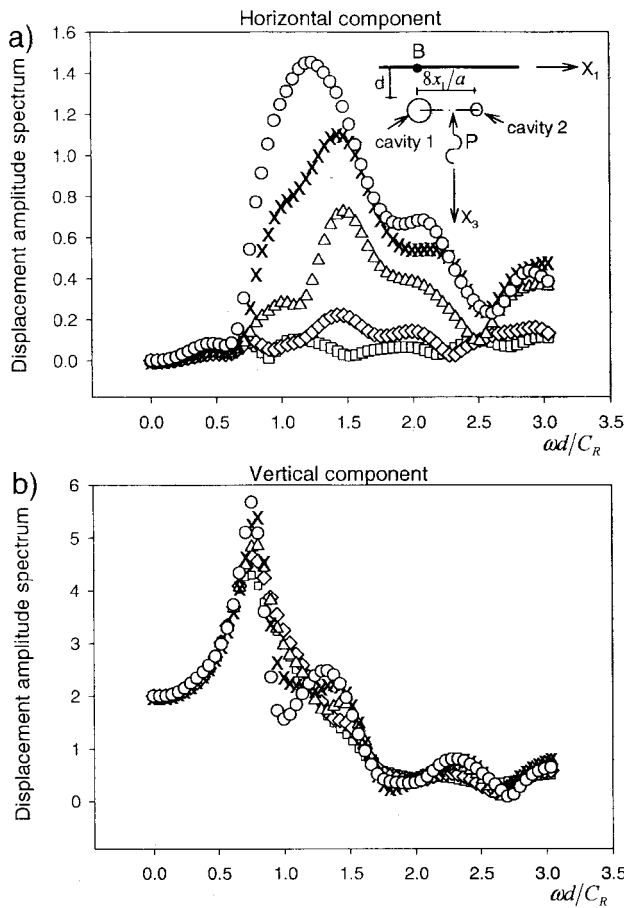 a)
Horizontal component
Displacement amplitude spectrum
1.6
1.4
1.2
1.0
0.8
0.6
0.4
0.2
0.0
B
X₁
d
8x₁/a
cavity 1
P
cavity 2
X₃
0.0 0.5 1.0 1.5 2.0 2.5 3.0 3.5
ωd/C_R
b)
Vertical component
Displacement amplitude spectrum
6
5
4
3
2
1
0
0.0 0.5 1.0 1.5 2.0 2.5 3.0 3.5
ωd/C_R